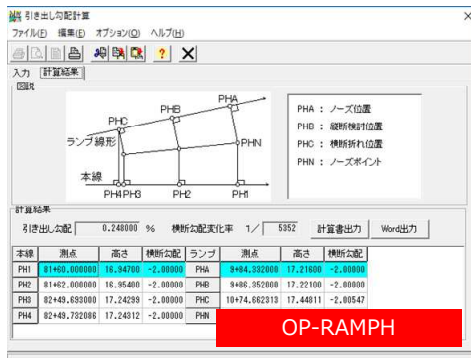 引き出し勾配計算
ファイル(F) 編集(E) オプション(O) ヘルプ(H)
入力 計算結果
図説
PHA
PHB
PHC
ランプ線形
PHN
本線
PH4 PH3 PH2 PH1
PHA : ノーズ位置
PHB : 縦断検討位置
PHC : 横断折れ位置
PHN : ノーズポイント
計算結果
引き出し勾配 0.248000 % 横断勾配変化率 1/ 5352 計算書出力 Word出力
本線 測点 高さ 横断勾配 ランプ 測点 高さ 横断勾配
PH1 81+60.000000 16.94700 -2.00000 PHA 9+84.332000 17.21600 -2.00000
PH2 81+62.000000 16.95400 -2.00000 PHB 9+86.352000 17.22100 -2.00000
PH3 82+49.693000 17.24299 -2.00000 PHC 10+74.662313 17.44811 -2.00547
PH4 82+49.732086 17.24312 -2.00000 PHN
OP-RAMPH